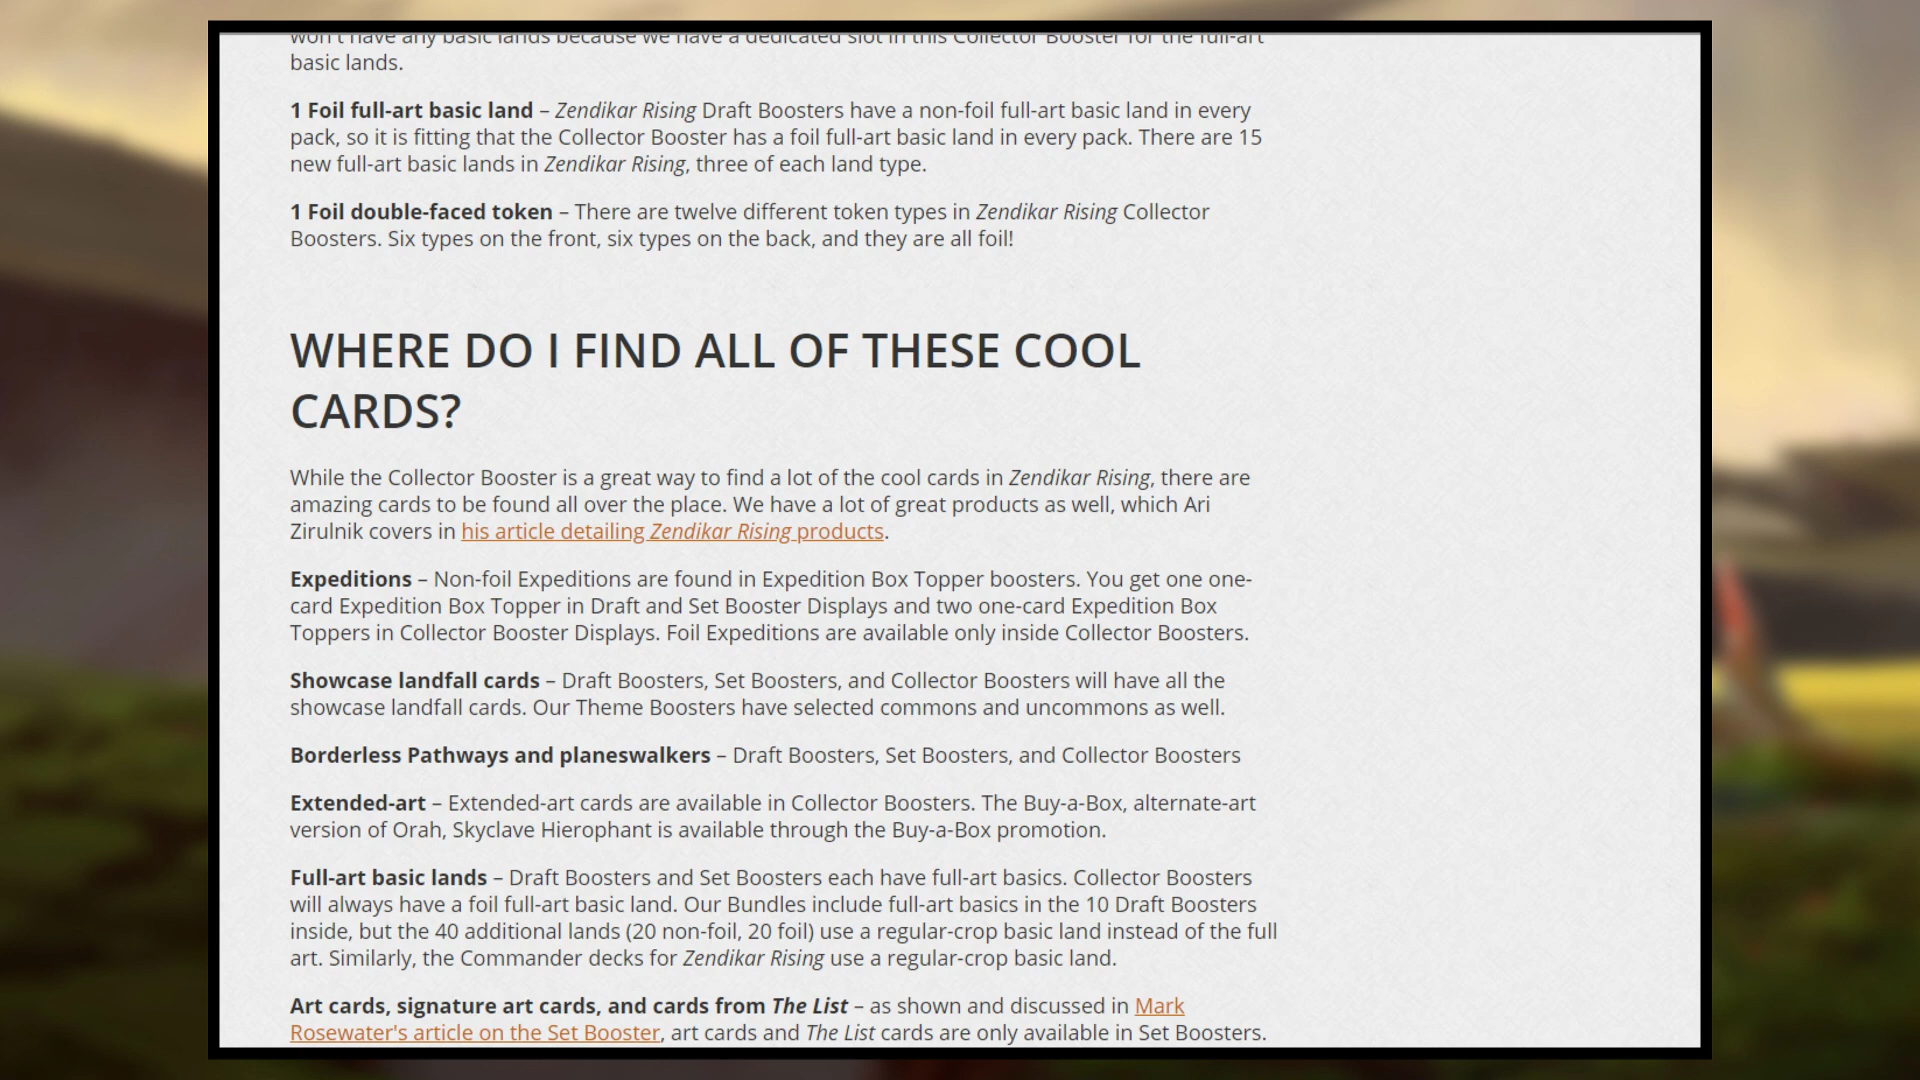 won't have any basic lands because we have a dedicated slot in this Collector Booster for the full-art
basic lands.
1 Foil full-art basic land – Zendikar Rising Draft Boosters have a non-foil full-art basic land in every
pack, so it is fitting that the Collector Booster has a foil full-art basic land in every pack. There are 15
new full-art basic lands in Zendikar Rising, three of each land type.
1 Foil double-faced token – There are twelve different token types in Zendikar Rising Collector
Boosters. Six types on the front, six types on the back, and they are all foil!
WHERE DO I FIND ALL OF THESE COOL
CARDS?
While the Collector Booster is a great way to find a lot of the cool cards in Zendikar Rising, there are
amazing cards to be found all over the place. We have a lot of great products as well, which Ari
Zirulnik covers in his article detailing Zendikar Rising products.
Expeditions – Non-foil Expeditions are found in Expedition Box Topper boosters. You get one one-
card Expedition Box Topper in Draft and Set Booster Displays and two one-card Expedition Box
Toppers in Collector Booster Displays. Foil Expeditions are available only inside Collector Boosters.
Showcase landfall cards – Draft Boosters, Set Boosters, and Collector Boosters will have all the
showcase landfall cards. Our Theme Boosters have selected commons and uncommons as well.
Borderless Pathways and planeswalkers – Draft Boosters, Set Boosters, and Collector Boosters
Extended-art – Extended-art cards are available in Collector Boosters. The Buy-a-Box, alternate-art
version of Orah, Skyclave Hierophant is available through the Buy-a-Box promotion.
Full-art basic lands – Draft Boosters and Set Boosters each have full-art basics. Collector Boosters
will always have a foil full-art basic land. Our Bundles include full-art basics in the 10 Draft Boosters
inside, but the 40 additional lands (20 non-foil, 20 foil) use a regular-crop basic land instead of the full
art. Similarly, the Commander decks for Zendikar Rising use a regular-crop basic land.
Art cards, signature art cards, and cards from The List – as shown and discussed in Mark
Rosewater's article on the Set Booster, art cards and The List cards are only available in Set Boosters.